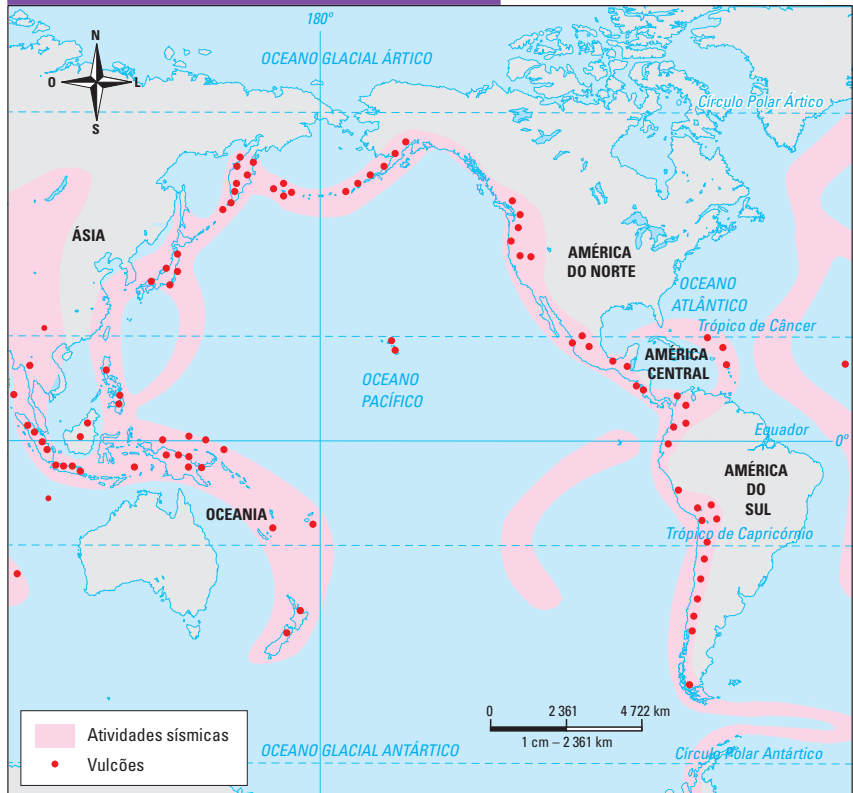 180°
OCEANO GLACIAL ÁRTICO
N
O
L
S
Círculo Polar Ártico
ÁSIA
AMÉRICA
DO NORTE
OCEANO
ATLÂNTICO
Trópico de Câncer
AMÉRICA
CENTRAL
OCEANO
PACÍFICO
Equador
0°
AMÉRICA
DO
SUL
OCEANIA
Trópico de Capricórnio
0
2 361
4 722 km
1 cm – 2 361 km
Atividades sísmicas
Vulcões
OCEANO GLACIAL ANTÁRTICO
Círculo Polar Antártico